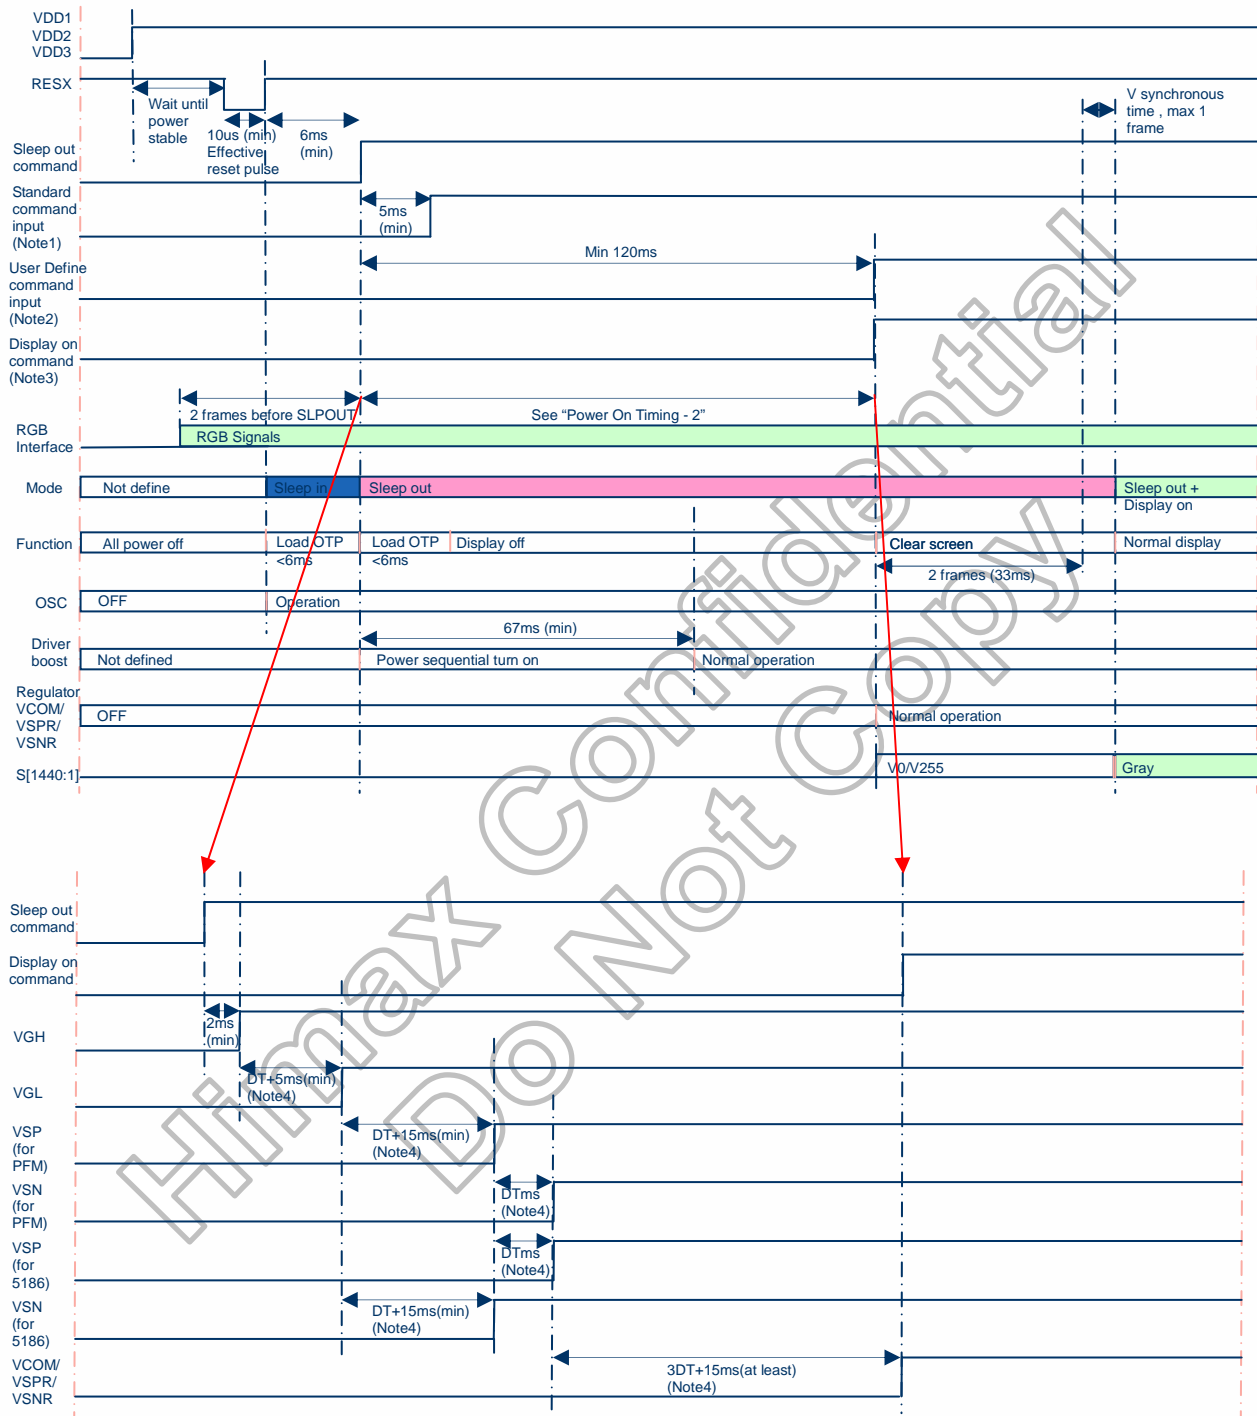 VDD1
VDD2
VDD3
RESX
Wait until
power
stable
10us (min)
Effective
reset pulse
6ms
(min)
V synchronous
time , max 1
frame
Sleep out
command
Standard
command
input
(Note1)
5ms
(min)
User Define
command
input
(Note2)
Min 120ms
Display on
command
(Note3)
2 frames before SLPOUT
See “Power On Timing - 2”
RGB
Interface
RGB Signals
Mode
Not define
Sleep in
Sleep out
Sleep out +
Display on
Function
All power off
Load OTP
<6ms
Load OTP
<6ms
Display off
Clear screen
Normal display
2 frames (33ms)
OSC
OFF
Operation
67ms (min)
Driver
boost
Not defined
Power sequential turn on
Normal operation
Regulator
VCOM/
VSPR/
VSNR
OFF
Normal operation
S[1440:1]
V0/V255
Gray
Sleep out
command
Display on
command
2ms
(min)
VGH
DT+5ms(min)
(Note4)
VGL
VSP
(for
PFM)
DT+15ms(min)
(Note4)
VSN
(for
PFM)
DTms
(Note4)
VSP
(for
5186)
DTms
(Note4)
VSN
(for
5186)
DT+15ms(min)
(Note4)
VCOM/
VSPR/
VSNR
3DT+15ms(at least)
(Note4)
Himax Confidential
Do Not Copy